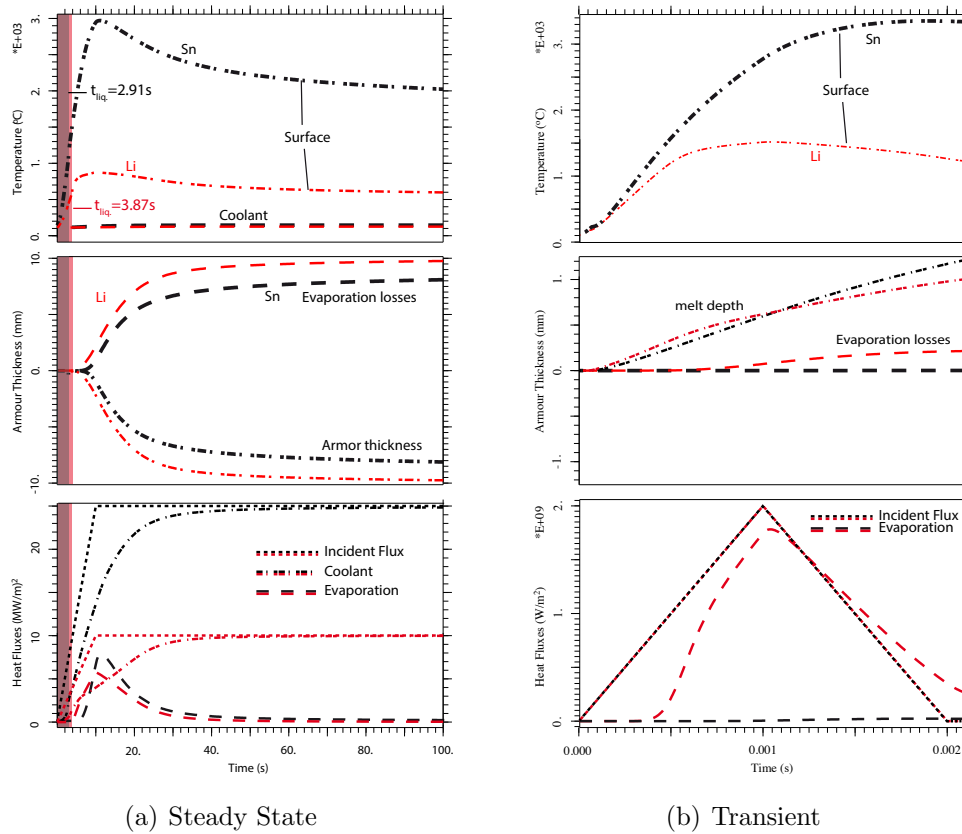 *E+03
3.
2.
1.
0.
Temperature (ºC)
Sn
t liq.=2.91s
Surface
Li
t liq.=3.87s
Coolant
10.
0.
-10.
Armour Thickness (mm)
Li
Sn
Evaporation losses
Armor thickness
20
10
0
Heat Fluxes (MW/m)²
Incident Flux
Coolant
Evaporation
20. 40. 60. 80. 100.
Time (s)
(a) Steady State
*E+03
3.
2.
1.
0.
Temperature (°C)
Sn
Surface
Li
1.
0.
-1.
Armour Thickness (mm)
melt depth
Evaporation losses
*E+09
2.
1.
0.
Heat Fluxes (W/m²)
Incident Flux
Evaporation
0.000 0.001 0.002
Time (s)
(b) Transient